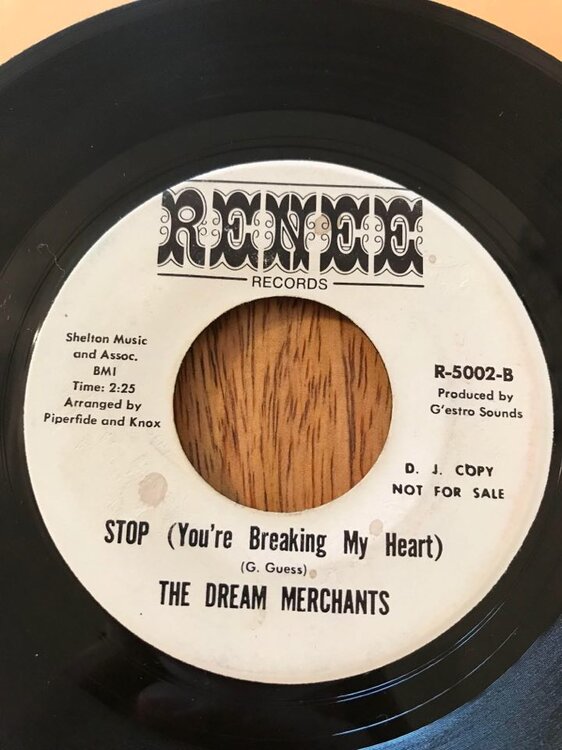 RENEE
RECORDS
Shelton Music
and Assoc.
BMI
Time: 2:25
Arranged by
Piperfide and Knox
R-5002-B
Produced by
G'estro Sounds
D. J. COPY
NOT FOR SALE
STOP (You're Breaking My Heart)
(G. Guess)
THE DREAM MERCHANTS